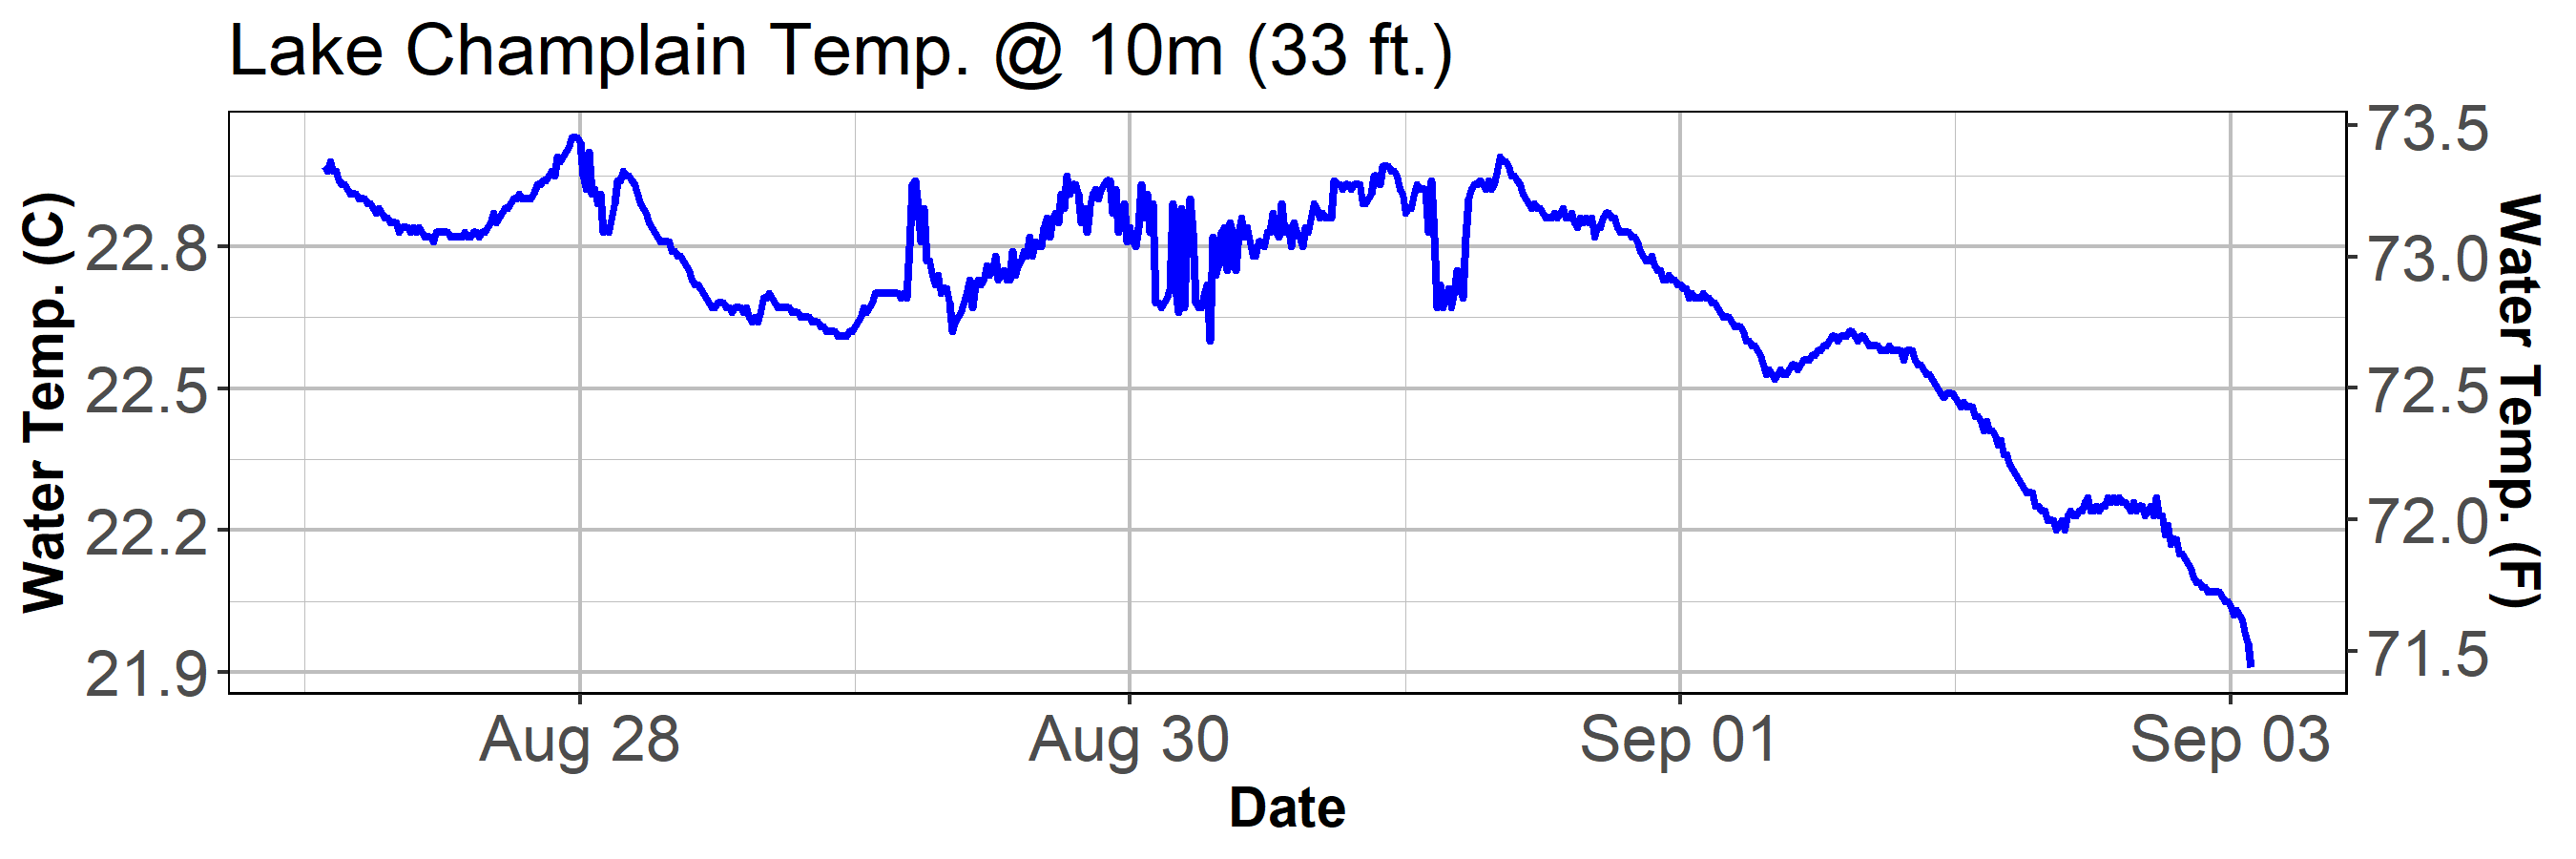 Lake Champlain Temp. @ 10m (33 ft.)
Water Temp. (C)
22.8
22.5
22.2
21.9
73.5
73.0
72.5
72.0
71.5
Water Temp. (F)
Aug 28 Aug 30 Sep 01 Sep 03
Date